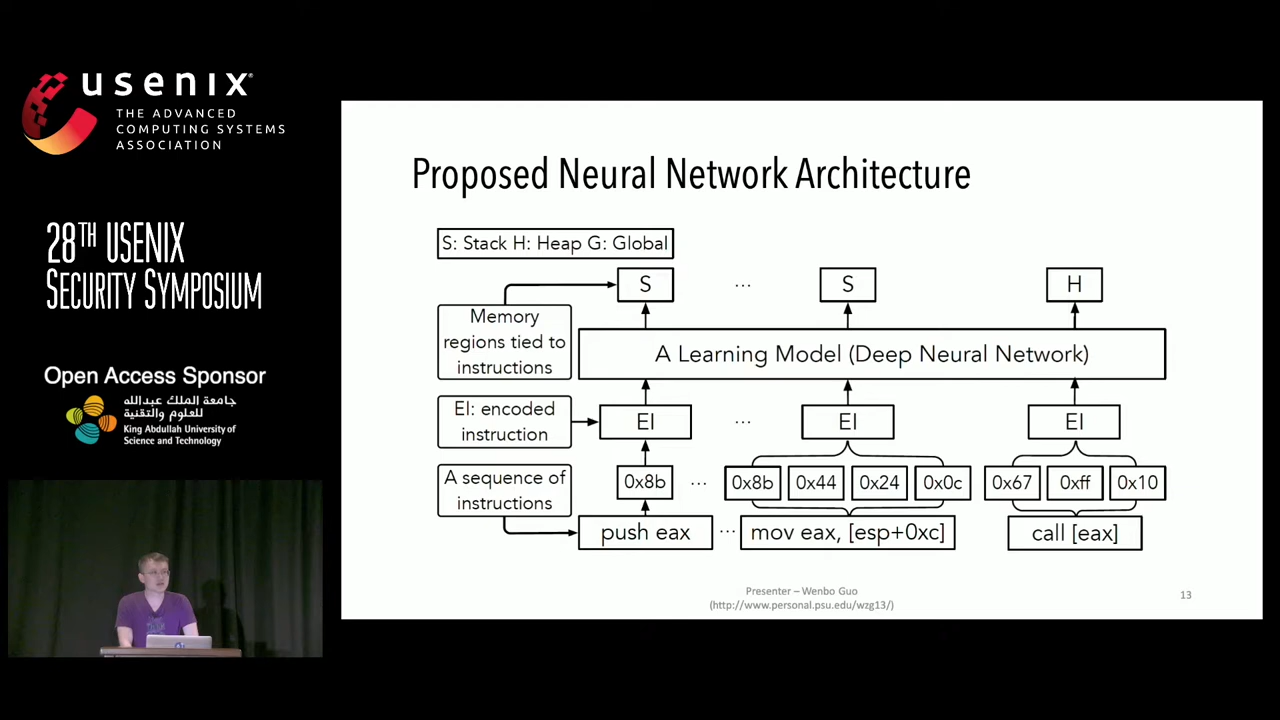 usenix
THE ADVANCED
COMPUTING SYSTEMS
ASSOCIATION
28TH USENIX
SECURITY SYMPOSIUM
Open Access Sponsor
جامعة الملك عبدالله
للعلوم والتقنية
King Abdullah University of
Science and Technology
Proposed Neural Network Architecture
S: Stack H: Heap G: Global
S ... S H
Memory
regions tied to
instructions
A Learning Model (Deep Neural Network)
EI: encoded
instruction
EI ... EI EI
A sequence of
instructions
0x8b ... 0x8b 0x44 0x24 0x0c 0x67 0xff 0x10
push eax ... mov eax, [esp+0xc] call [eax]
Presenter – Wenbo Guo
(http://www.personal.psu.edu/wzg13/)
13